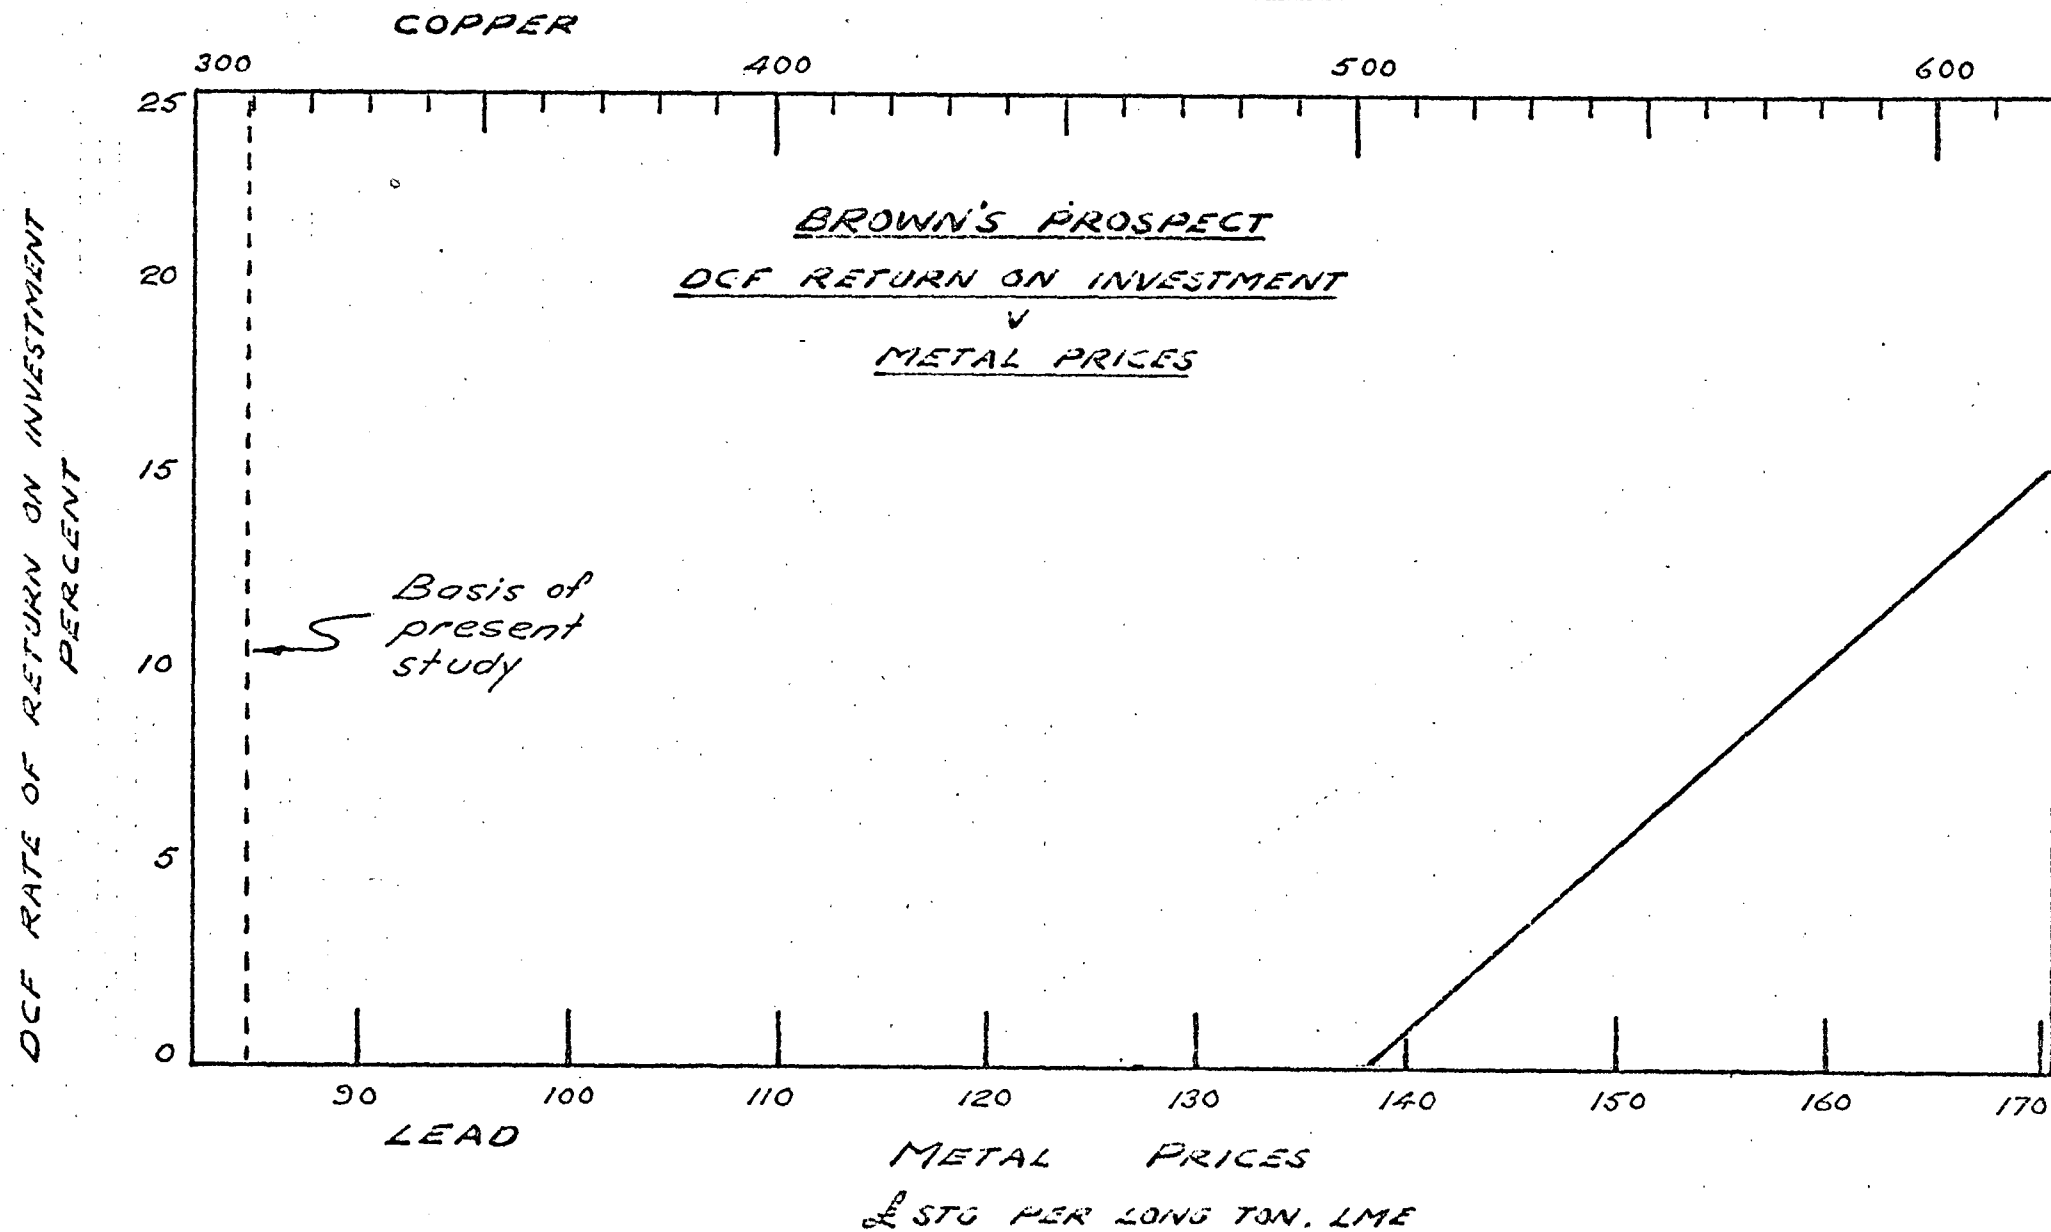 COPPER
300 400 500 600
25
20
15
10
5
0
DCF RATE OF RETURN ON INVESTMENT
PERCENT
BROWN'S PROSPECT
DCF RETURN ON INVESTMENT
V
METAL PRICES
Basis of
present
study
90 100 110 120 130 140 150 160 170
LEAD
METAL PRICES
£ STG PER LONG TON. LME